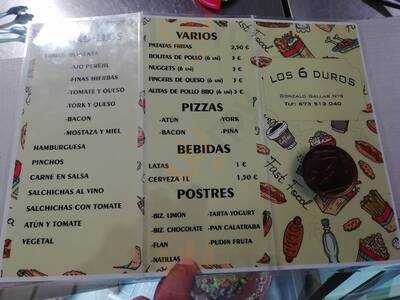 -AJO PEREJIL
-FINAS HIERBAS
-TOMATE Y QUESO
-YORK Y QUESO
-BACON
-MOSTAZA Y MIEL
HAMBURGUESA
PINCHOS
CARNE EN SALSA
SALCHICHAS AL VINO
SALCHICHAS CON TOMATE
ATÚN Y TOMATE
VEGETAL
VARIOS
PATATAS FRITAS 2,50 €
BOLITAS DE POLLO (6 uni) 3 €
NUGGETS (6 uni) 3 €
FINGERS DE QUESO (6 uni) 3 €
ALITAS DE POLLO BBQ (6 uni) 3 €
PIZZAS
-ATÚN -YORK
-BACON -PIÑA
BEBIDAS
LATAS 1 €
CERVEZA 1L 1,50 €
POSTRES
-BIZ. LIMÓN -TARTA YOGURT
-BIZ. CHOCOLATE -PAN CALATRABA
-FLAN -PUDIN FRUTA
-NATILLAS
Fast Food
LOS 6 DUROS
GONZALO GALLAS Nº9
TLF: 673 513 040
Fast Food